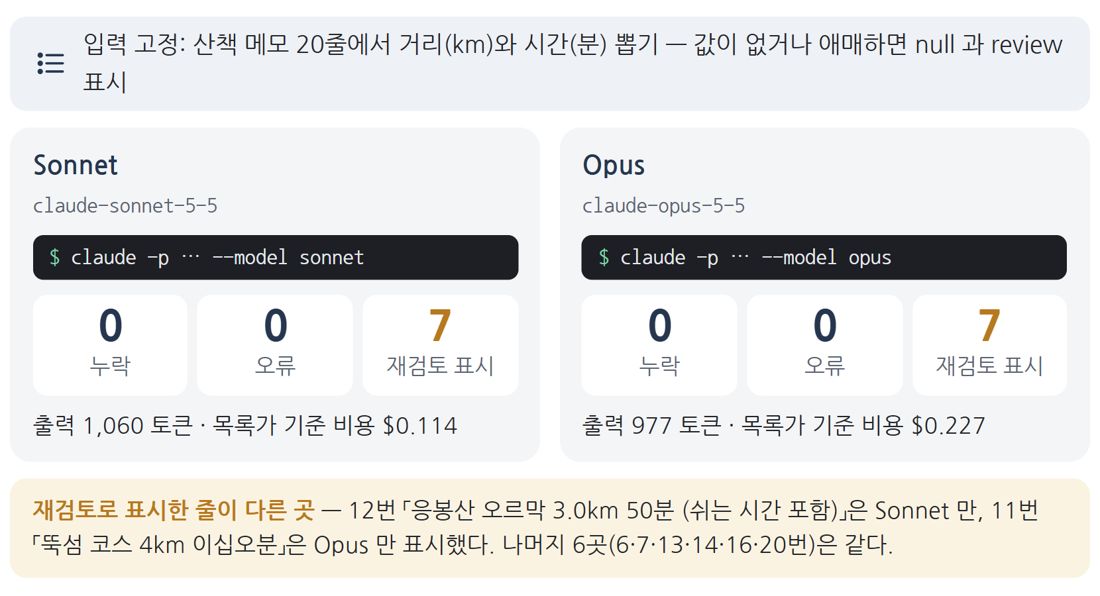 입력 고정: 산책 메모 20줄에서 거리(km)와 시간(분) 뽑기 — 값이 없거나 애매하면 null 과 review
표시
Sonnet
claude-sonnet-5-5
$ claude -p ⋯ --model sonnet
0
누락
0
오류
7
재검토 표시
출력 1,060 토큰 · 목록가 기준 비용 $0.114
Opus
claude-opus-5-5
$ claude -p ⋯ --model opus
0
누락
0
오류
7
재검토 표시
출력 977 토큰 · 목록가 기준 비용 $0.227
재검토로 표시한 줄이 다른 곳 — 12번 「응봉산 오르막 3.0km 50분 (쉬는 시간 포함)」은 Sonnet 만, 11번
「뚝섬 코스 4km 이십오분」은 Opus 만 표시했다. 나머지 6곳(6·7·13·14·16·20번)은 같다.